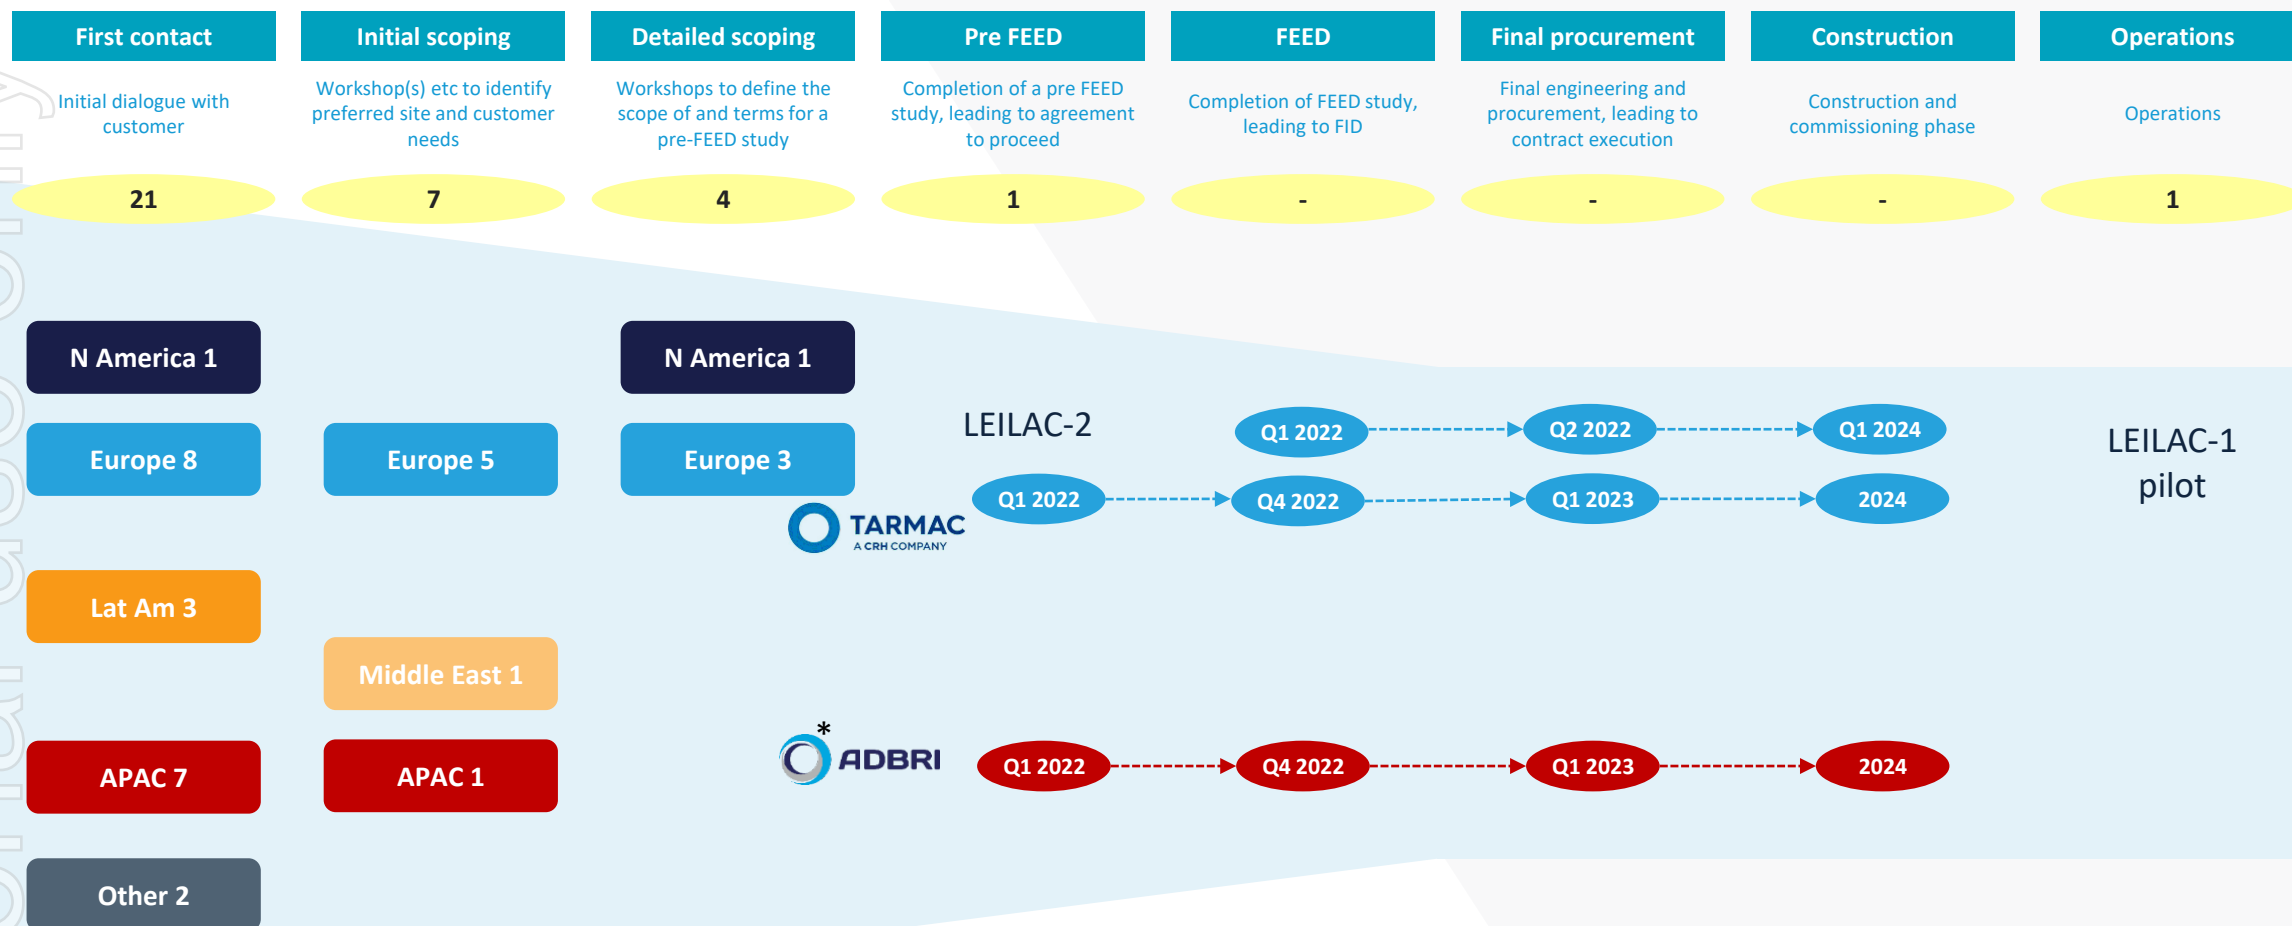 First contact
Initial scoping
Detailed scoping
Pre FEED
FEED
Final procurement
Construction
Operations
Initial dialogue with
customer
Workshop(s) etc to identify
preferred site and customer
needs
Workshops to define the
scope of and terms for a
pre-FEED study
Completion of a pre FEED
study, leading to agreement
to proceed
Completion of FEED study,
leading to FID
Final engineering and
procurement, leading to
contract execution
Construction and
commissioning phase
Operations
21
7
4
1
-
-
-
1
N America 1
N America 1
Europe 8
Europe 5
Europe 3
LEILAC-2
Q1 2022
Q2 2022
Q1 2024
LEILAC-1
pilot
TARMAC
A CRH COMPANY
Q1 2022
Q4 2022
Q1 2023
2024
Lat Am 3
Middle East 1
APAC 7
APAC 1
*
ADBRI
Q1 2022
Q4 2022
Q1 2023
2024
Other 2